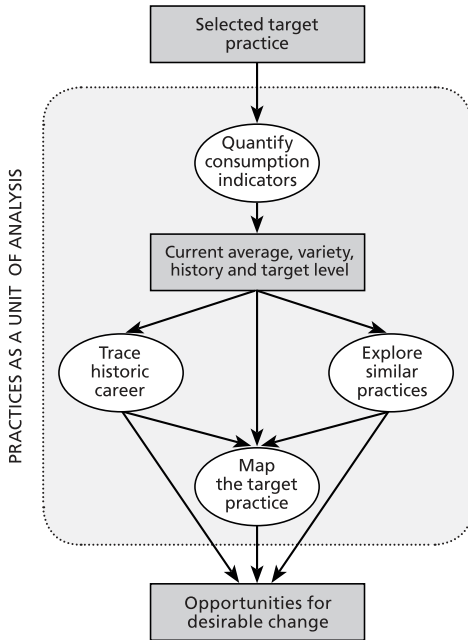 Selected target
practice
PRACTICES AS A UNIT OF ANALYSIS
Quantify
consumption
indicators
Current average, variety,
history and target level
Trace
historic
career
Explore
similar
practices
Map
the target
practice
Opportunities for
desirable change